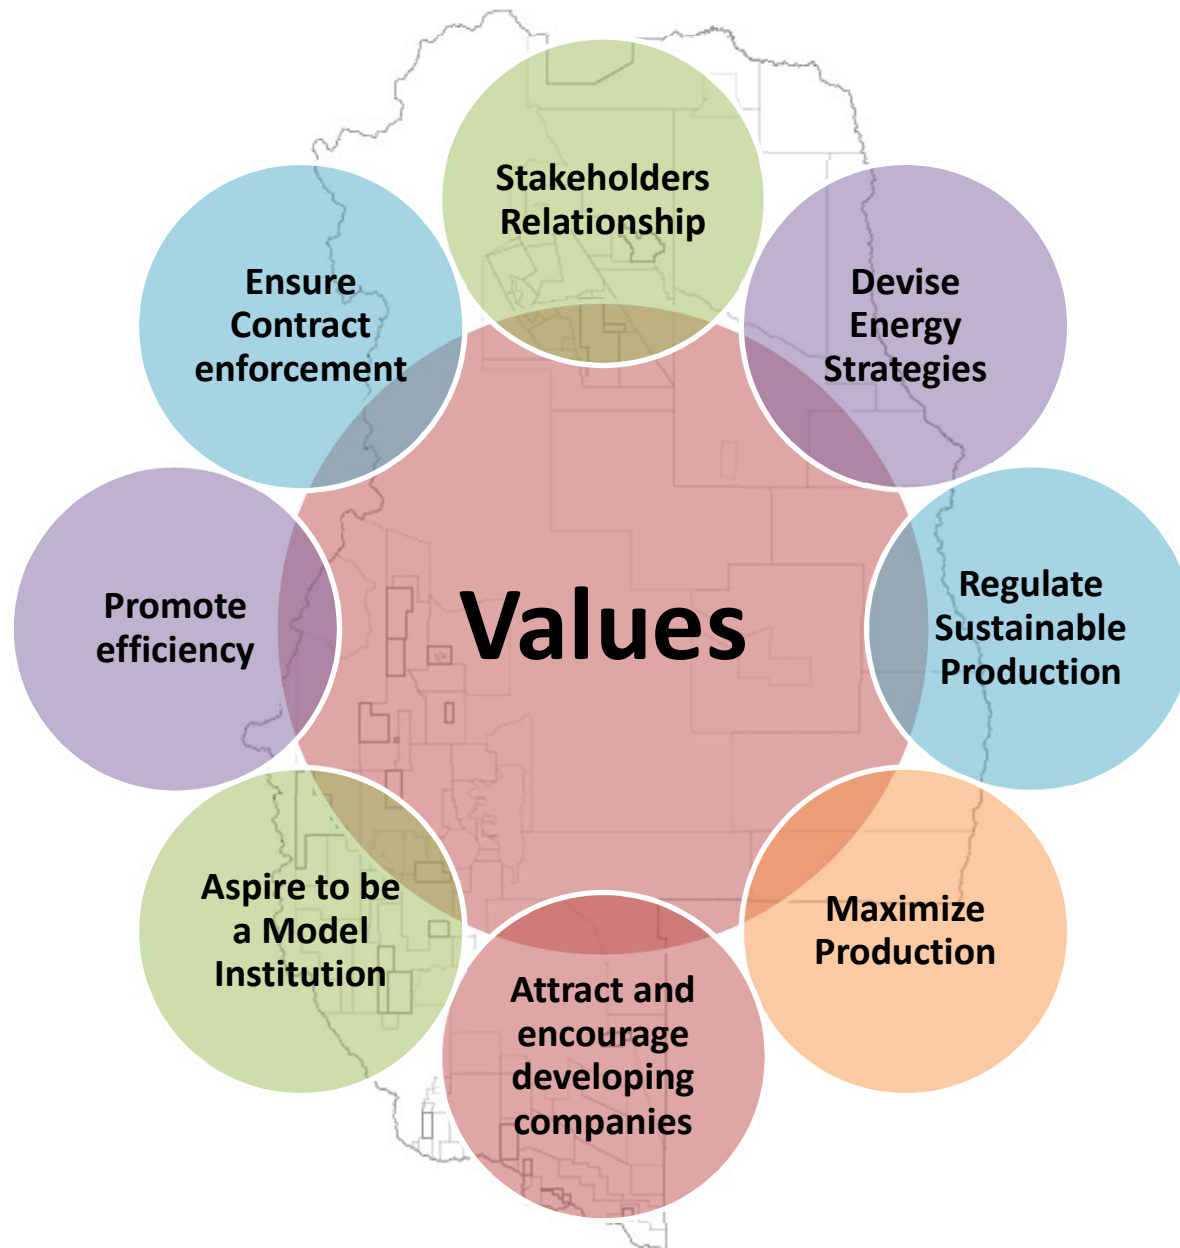 Stakeholders
Relationship
Devise
Energy
Strategies
Regulate
Sustainable
Production
Maximize
Production
Attract and
encourage
developing
companies
Aspire to be
a Model
Institution
Promote
efficiency
Ensure
Contract
enforcement
Values